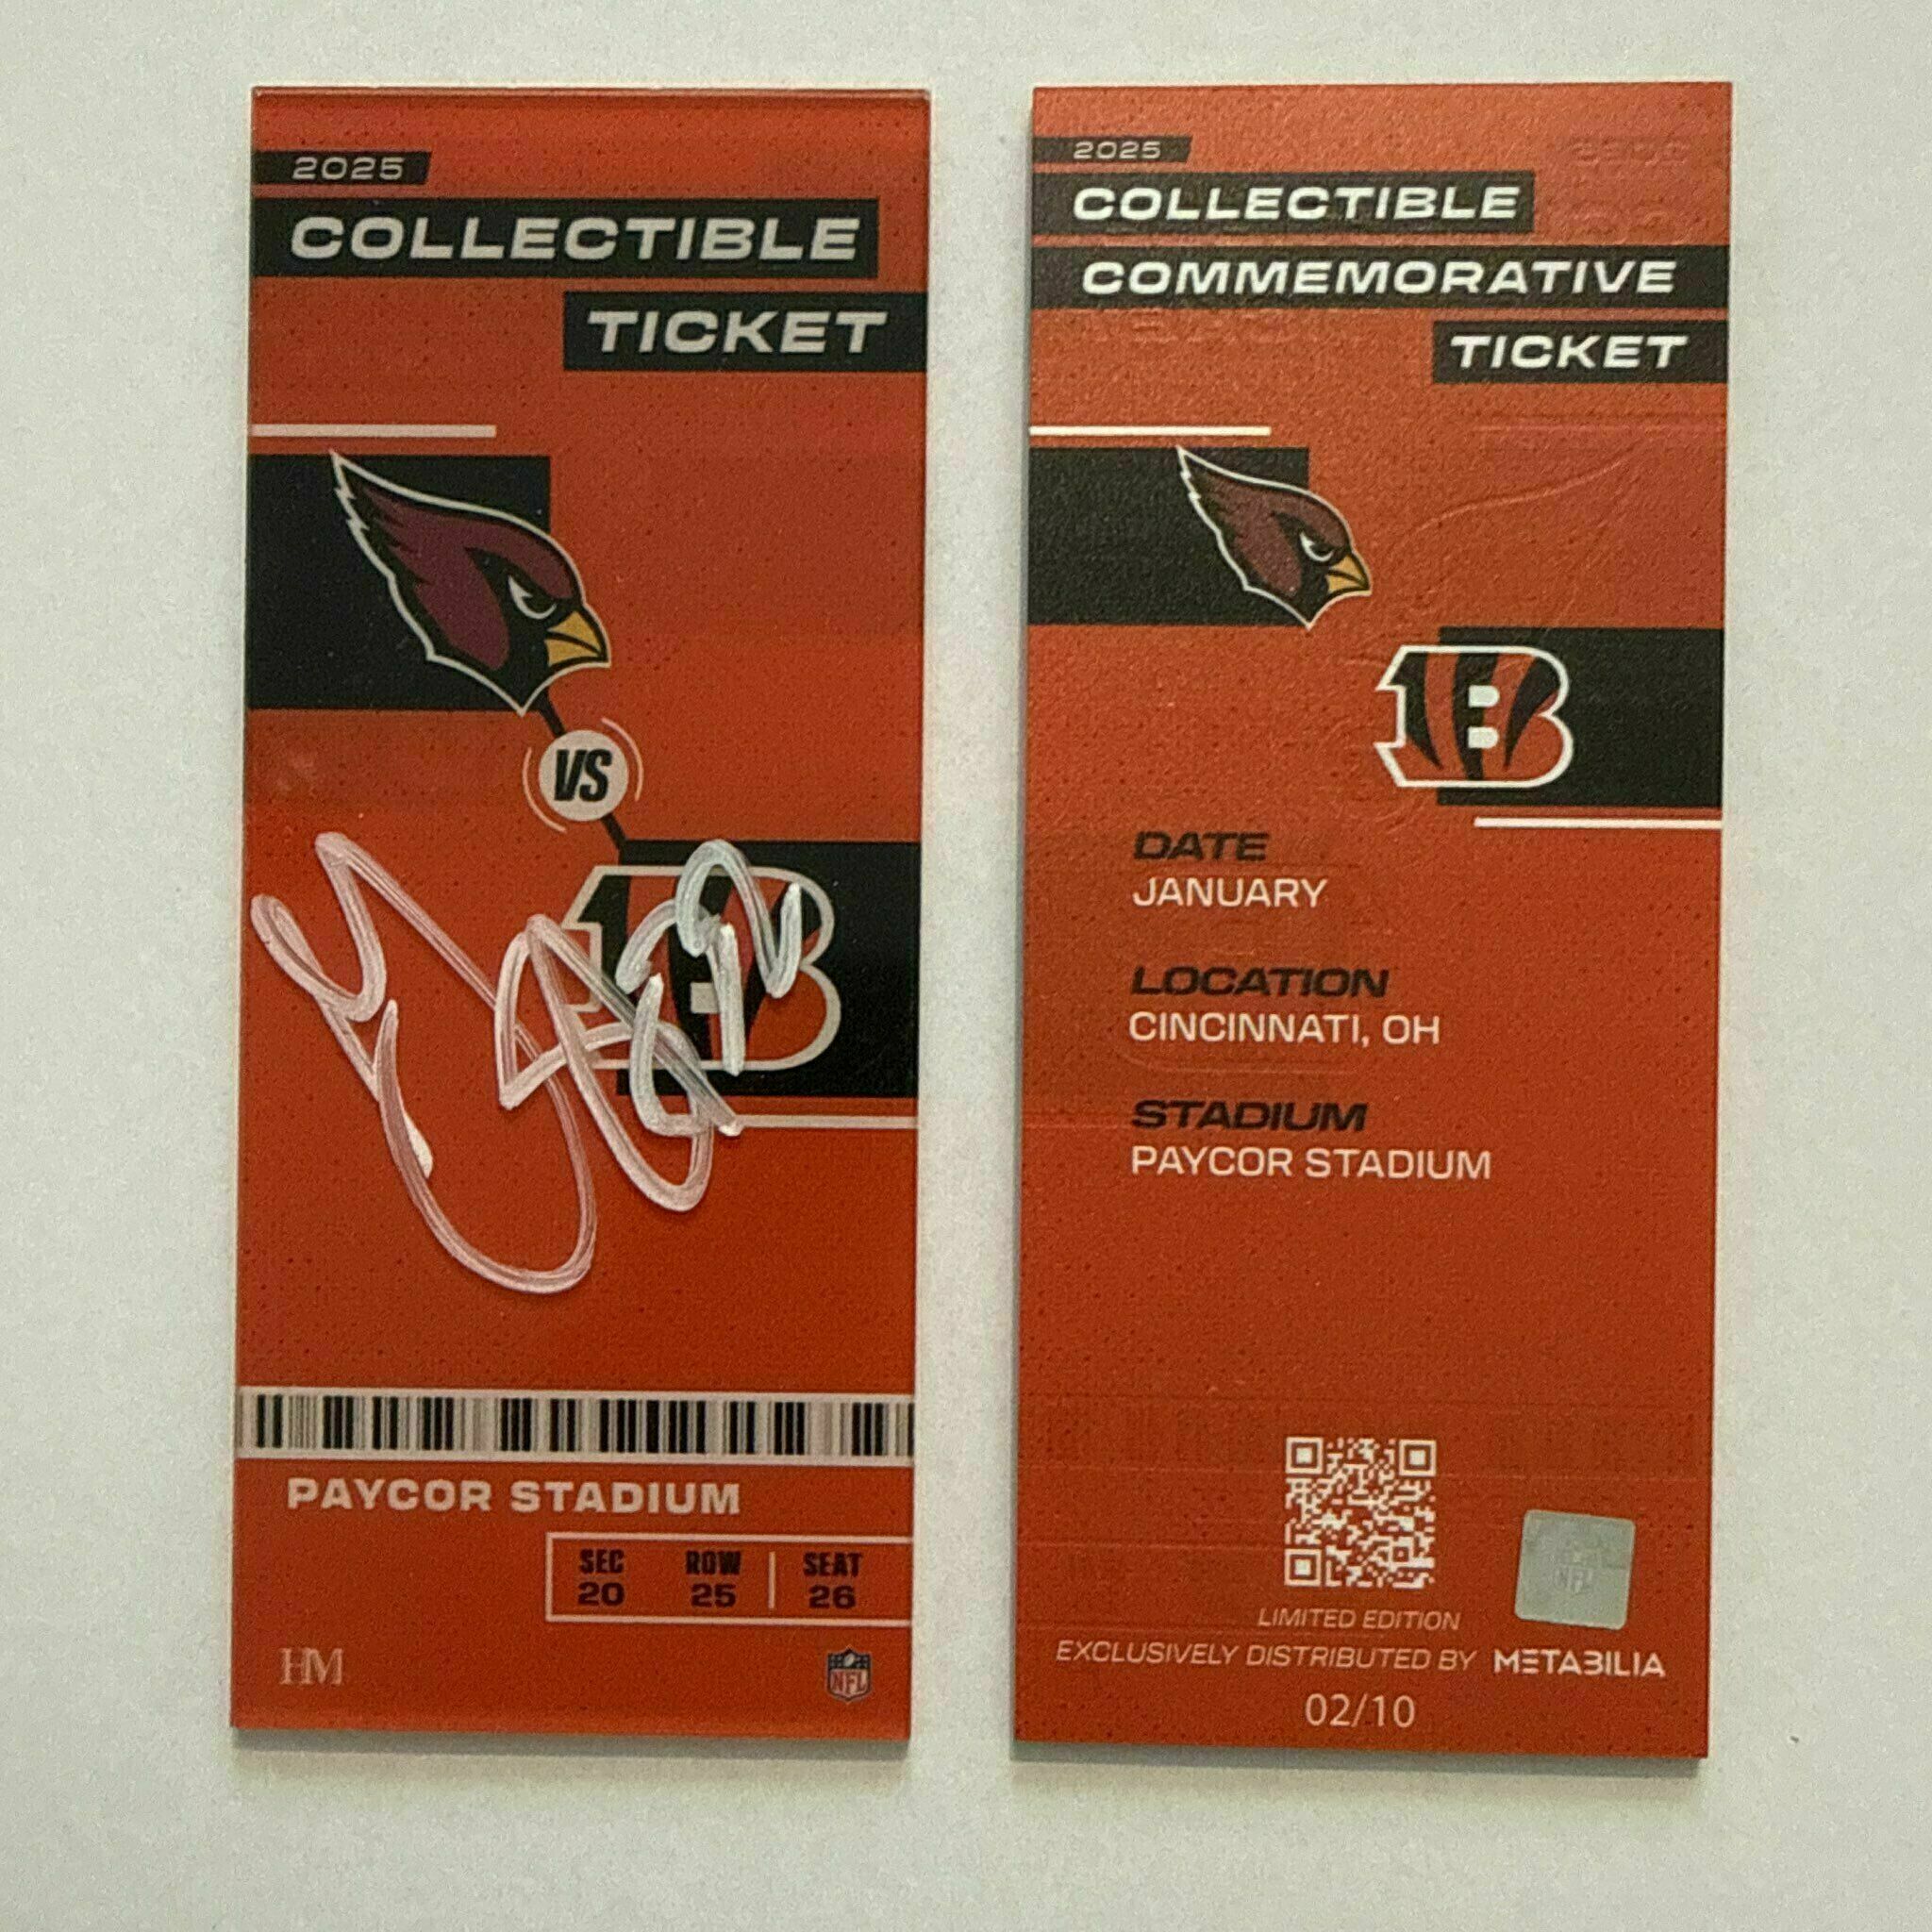 2025
COLLECTIBLE
TICKET
VS
PAYCOR STADIUM
SEC ROW SEAT
20 25 26
HM
NFL
2025
COLLECTIBLE
COMMEMORATIVE
TICKET
DATE
JANUARY
LOCATION
CINCINNATI, OH
STADIUM
PAYCOR STADIUM
NFL
LIMITED EDITION
EXCLUSIVELY DISTRIBUTED BY METABILIA
02/10